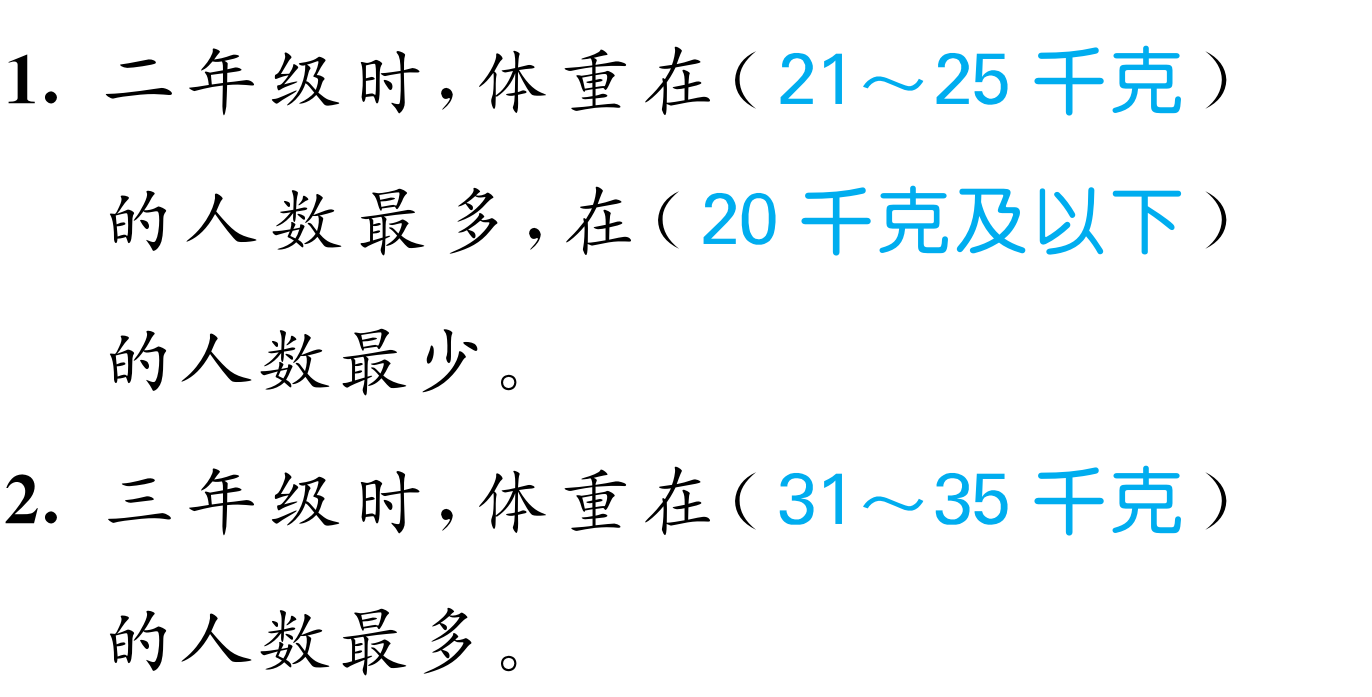 1. 二年级时,体重在(21～25 千克)
的人数最多,在(20 千克及以下)
的人数最少。
2. 三年级时,体重在(31～35 千克)
的人数最多。